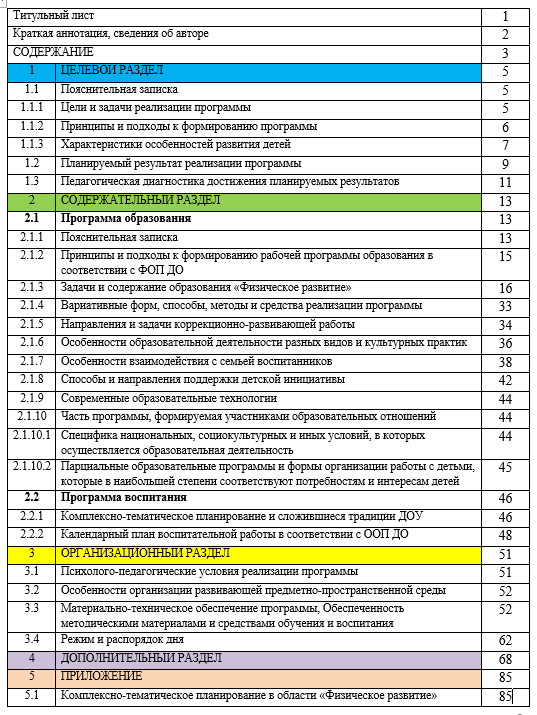 Титульный лист 1
Краткая аннотация, сведения об авторе 2
СОДЕРЖАНИЕ 3
1 ЦЕЛЕВОЙ РАЗДЕЛ 5
1.1 Пояснительная записка 5
1.1.1 Цели и задачи реализации программы 5
1.1.2 Принципы и подходы к формированию программы 6
1.1.3 Характеристики особенностей развития детей 7
1.2 Планируемый результат реализации программы 9
1.3 Педагогическая диагностика достижения планируемых результатов 11
2 СОДЕРЖАТЕЛЬНЫЙ РАЗДЕЛ 13
2.1 Программа образования 13
2.1.1 Пояснительная записка 13
2.1.2 Принципы и подходы к формированию рабочей программы образования в 15
соответствии с ФОП ДО
2.1.3 Задачи и содержание образования «Физическое развитие» 16
2.1.4 Вариативные форм, способы, методы и средства реализации программы 33
2.1.5 Направления и задачи коррекционно-развивающей работы 34
2.1.6 Особенности образовательной деятельности разных видов и культурных практик 36
2.1.7 Особенности взаимодействия с семьей воспитанников 38
2.1.8 Способы и направления поддержки детской инициативы 42
2.1.9 Современные образовательные технологии 44
2.1.10 Часть программы, формируемая участниками образовательных отношений 44
2.1.10.1 Специфика национальных, социокультурных и иных условий, в которых 44
осуществляется образовательная деятельность
2.1.10.2 Парциальные образовательные программы и формы организации работы с детьми, 45
которые в наибольшей степени соответствуют потребностям и интересам детей
2.2 Программа воспитания 46
2.2.1 Комплексно-тематическое планирование и сложившиеся традиции ДОУ 46
2.2.2 Календарный план воспитательной работы в соответствии с ООП ДО 48
3 ОРГАНИЗАЦИОННЫЙ РАЗДЕЛ 51
3.1 Психолого-педагогические условия реализации программы 51
3.2 Особенности организации развивающей предметно-пространственной среды 52
3.3 Материально-техническое обеспечение программы, Обеспеченность 52
методическими материалами и средствами обучения и воспитания
3.4 Режим и распорядок дня 62
4 ДОПОЛНИТЕЛЬНЫЙ РАЗДЕЛ 68
5 ПРИЛОЖЕНИЕ 85
5.1 Комплексно-тематическое планирование в области «Физическое развитие» 85